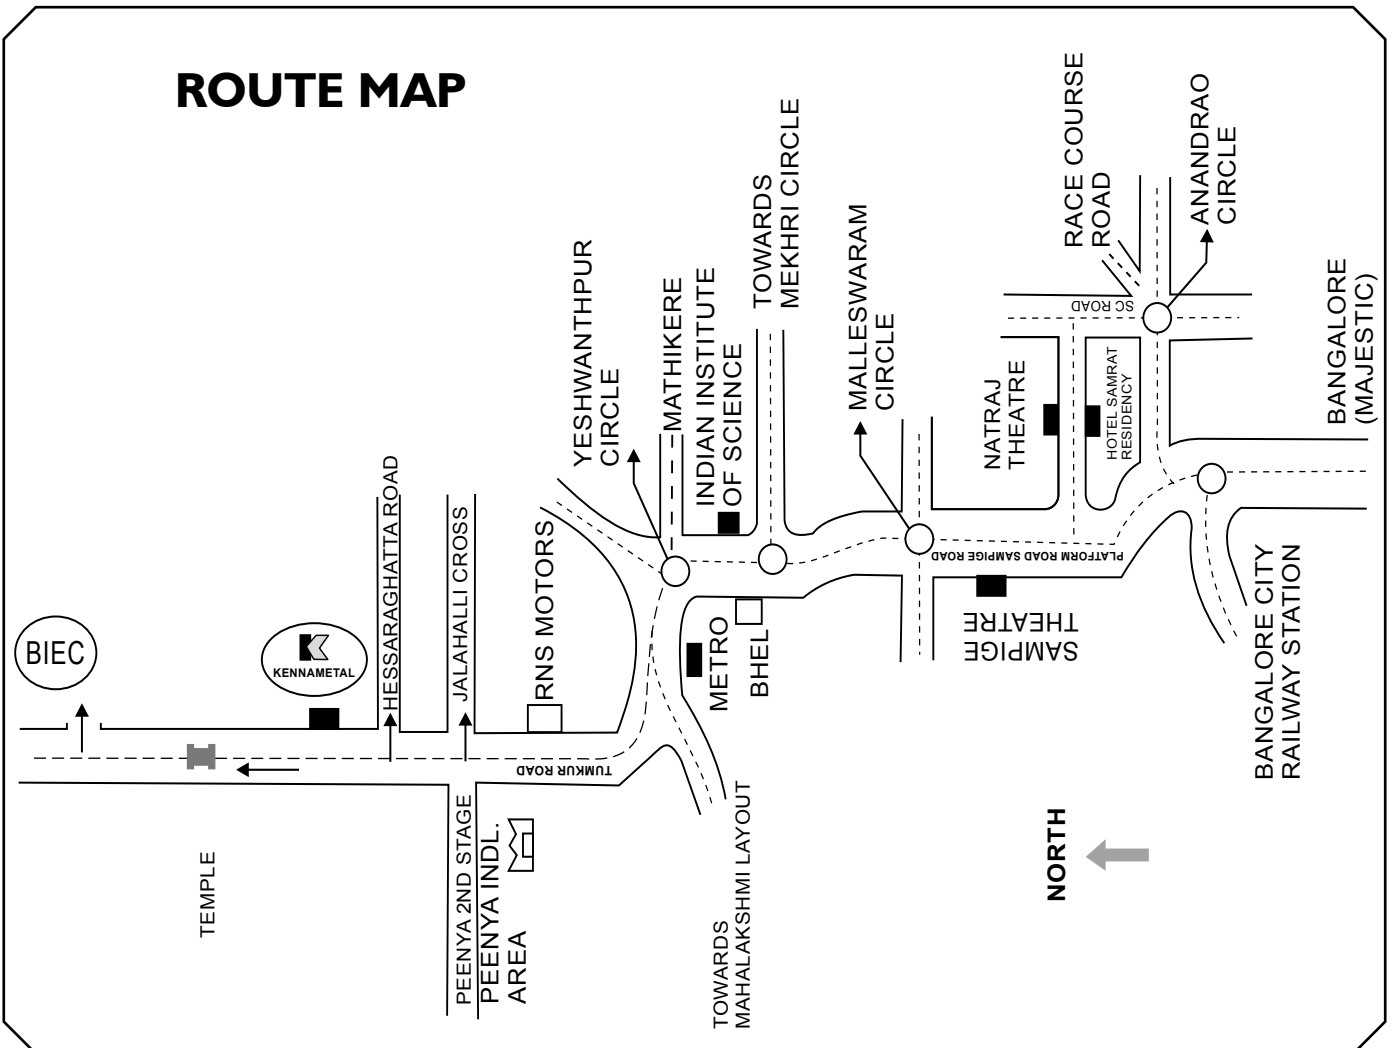 ROUTE MAP
BIEC
KENNAMETAL
HESSARAGHATTA ROAD
JALAHALLI CROSS
RNS MOTORS
YESHWANTHPUR
CIRCLE
MATHIKERE
INDIAN INSTITUTE
OF SCIENCE
TOWARDS
MEKHRI CIRCLE
MALLESWARAM
CIRCLE
NATRAJ
THEATRE
HOTEL SAMRAT
RESIDENCY
SC ROAD
RACE COURSE
ROAD
ANANDRAO
CIRCLE
BANGALORE
(MAJESTIC)
PLATFORM ROAD SAMPIGE ROAD
SAMPIGE
THEATRE
METRO
BHEL
BANGALORE CITY
RAILWAY STATION
TUMKUR ROAD
TEMPLE
PEENYA 2ND STAGE
PEENYA INDL.
AREA
TOWARDS
MAHALAKSHMI LAYOUT
NORTH